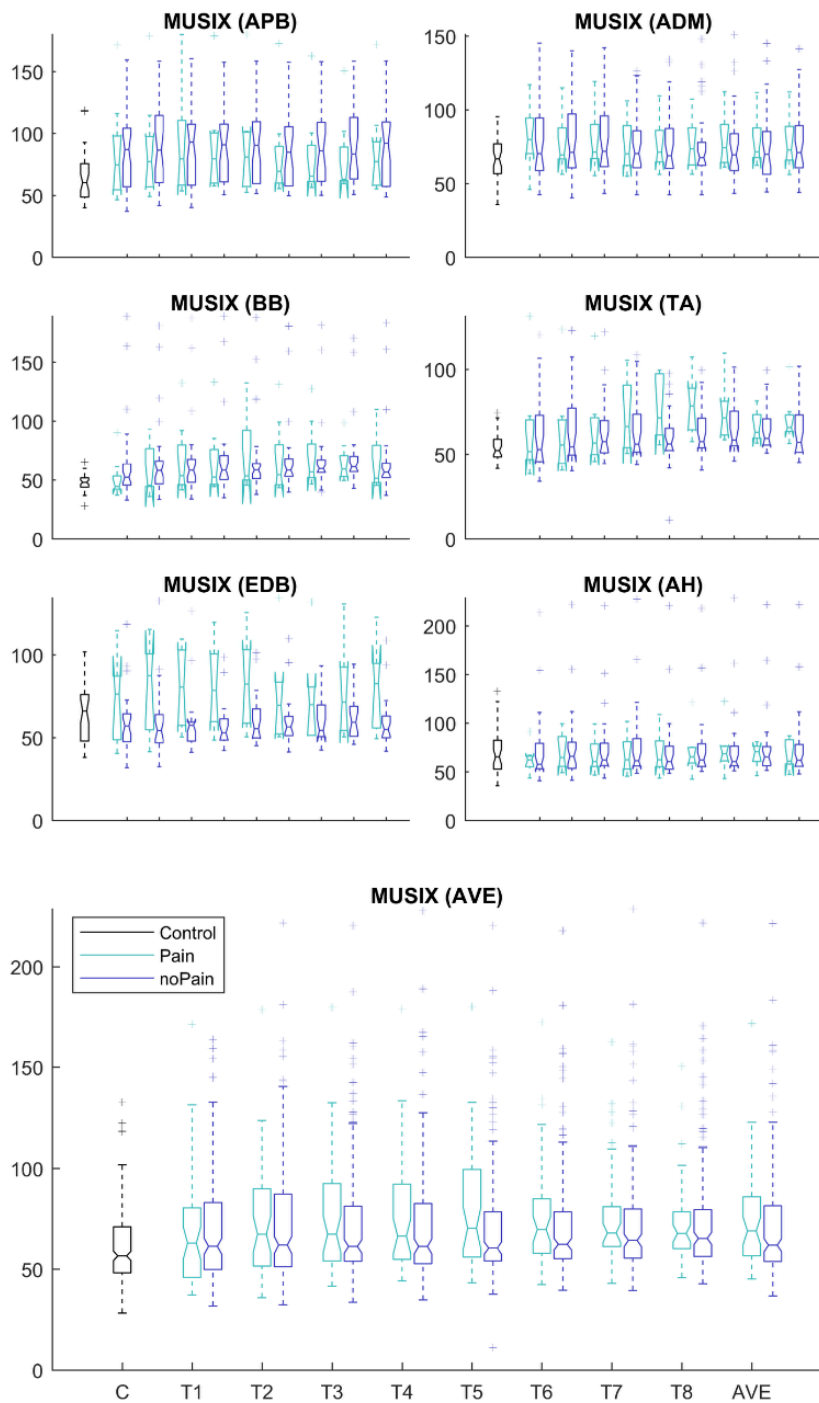 MUSIX (APB)
150
100
50
0
MUSIX (ADM)
150
100
50
0
MUSIX (BB)
150
100
50
0
MUSIX (TA)
100
50
0
MUSIX (EDB)
100
50
0
MUSIX (AH)
200
150
100
50
0
MUSIX (AVE)
Control
Pain
noPain
200
150
100
50
0
C T1 T2 T3 T4 T5 T6 T7 T8 AVE